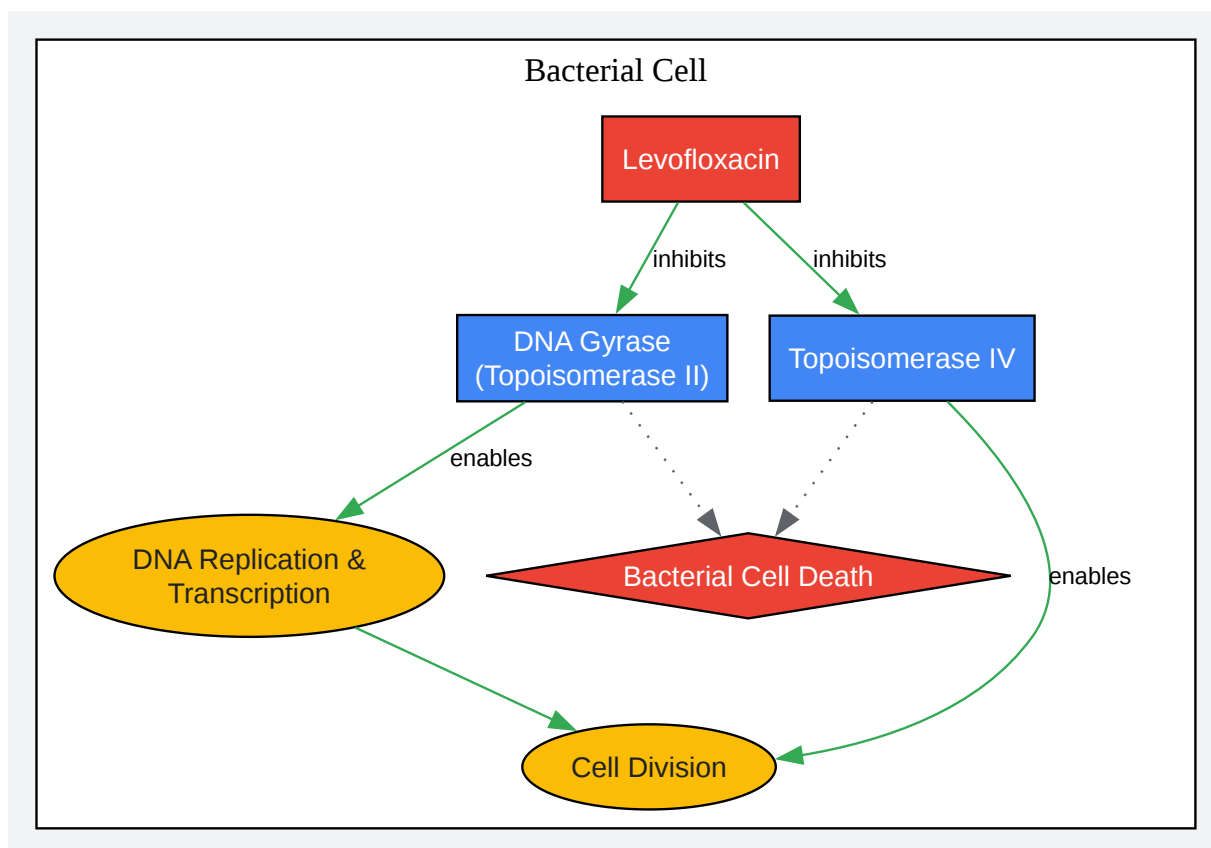 Bacterial Cell
Levofloxacin
inhibits
inhibits
DNA Gyrase
(Topoisomerase II)
Topoisomerase IV
enables
DNA Replication &
Transcription
Bacterial Cell Death
enables
Cell Division